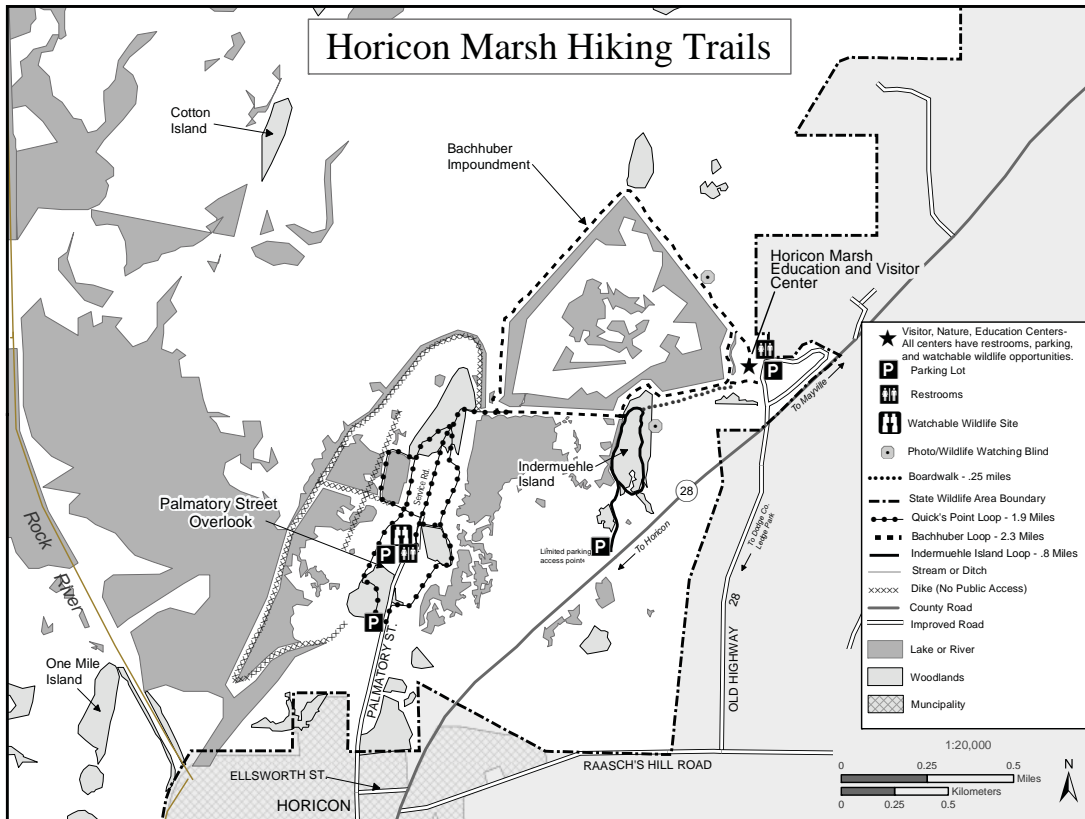 Horicon Marsh Hiking Trails
Cotton
Island
Bachhuber
Impoundment
Horicon Marsh
Education and Visitor
Center
P
To Mayville
Indermuehle
Island
28
Service Rd.
Palmatory Street
Overlook
P
P
Limited parking
access point
P
To Horicon
To Dodge Co.
Ledge Park
Rock
River
One Mile
Island
PALMATORY ST.
OLD HIGHWAY 28
ELLSWORTH ST.
HORICON
RAASCH'S HILL ROAD
Visitor, Nature, Education Centers-
All centers have restrooms, parking,
and watchable wildlife opportunities.
P Parking Lot
Restrooms
Watchable Wildlife Site
Photo/Wildlife Watching Blind
Boardwalk - .25 miles
State Wildlife Area Boundary
Quick's Point Loop - 1.9 Miles
Bachhuber Loop - 2.3 Miles
Indermuehle Island Loop - .8 Miles
Stream or Ditch
Dike (No Public Access)
County Road
Improved Road
Lake or River
Woodlands
Muncipality
1:20,000
0 0.25 0.5
Miles
Kilometers
0 0.25 0.5
N